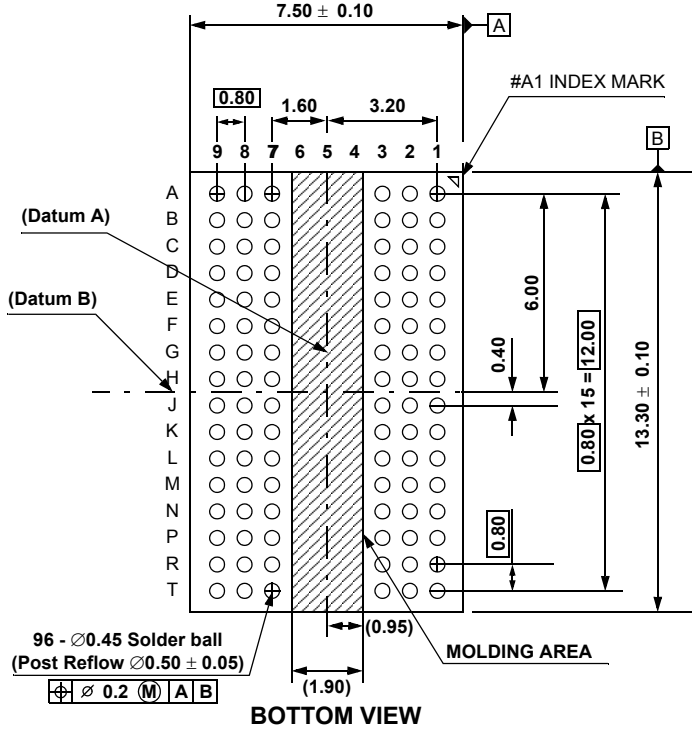 7.50 ± 0.10
A
#A1 INDEX MARK
0.80
1.60
3.20
B
9 8 7 6 5 4 3 2 1
A
B
C
D
E
F
G
H
J
K
L
M
N
P
R
T
(Datum A)
(Datum B)
6.00
0.40
0.80 x 15 = 12.00
13.30 ± 0.10
0.80
(0.95)
MOLDING AREA
(1.90)
96 - ∅0.45 Solder ball
(Post Reflow ∅0.50 ± 0.05)
⌖ ∅ 0.2 Ⓜ A B
BOTTOM VIEW